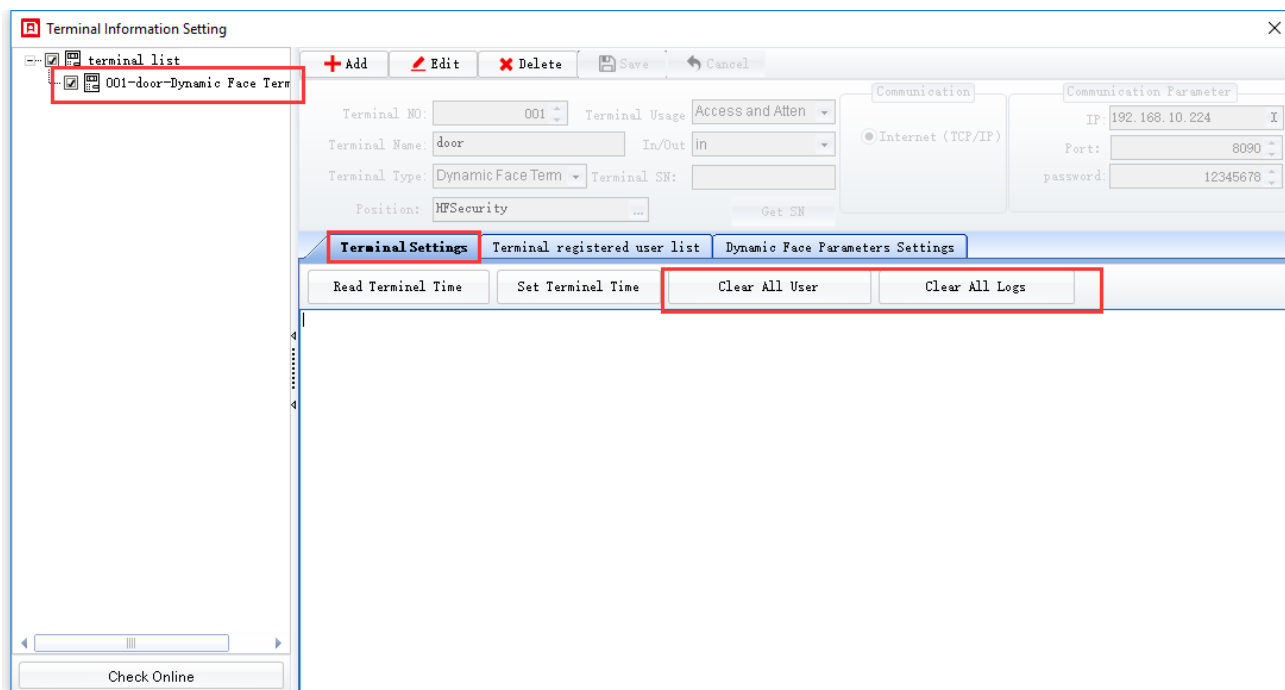 Terminal Information Setting
terminal list
001-door-Dynamic Face Term
Add Edit Delete Save Cancel
Terminal NO: 001 Terminal Usage Access and Atten
Terminal Name: door In/Out in
Terminal Type: Dynamic Face Term Terminal SN:
Position: HFSecurity ... Get SN
Communication
Internet (TCP/IP)
Communication Parameter
IP: 192.168.10.224
Port: 8090
password: 12345678
Terminal Settings Terminal registered user list Dynamic Face Parameters Settings
Read Terminel Time Set Terminel Time Clear All User Clear All Logs
Check Online